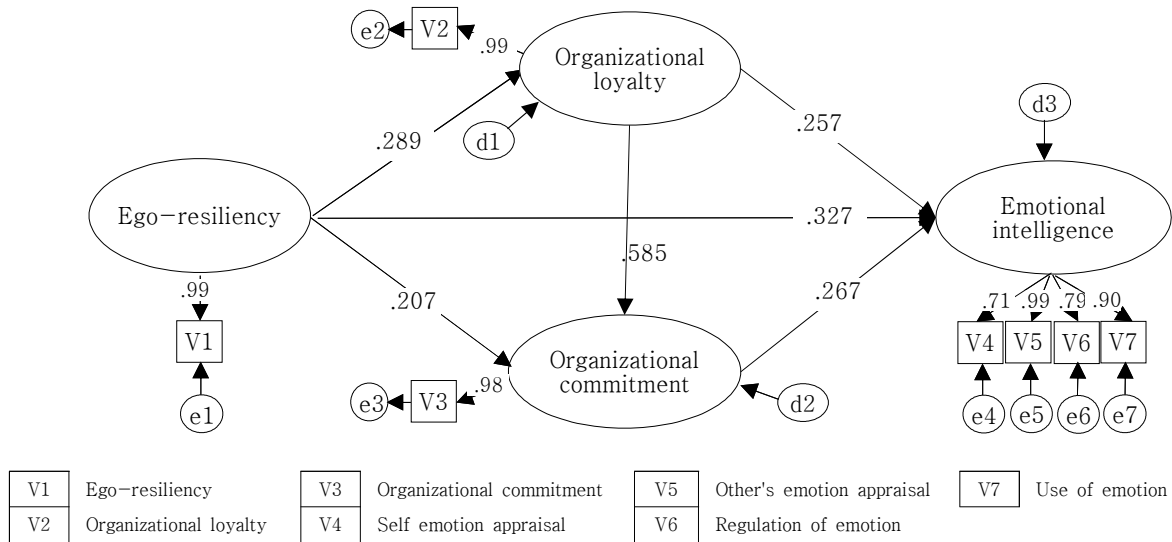 e2
V2
.99
Organizational
loyalty
d3
.289
d1
.257
Ego-resiliency
.327
Emotional
intelligence
.585
.99
.207
.267
.71
.99
.79
.90
V1
Organizational
commitment
V4
V5
V6
V7
e3
V3
.98
d2
e1
e4
e5
e6
e7
V1 Ego-resiliency V3 Organizational commitment V5 Other's emotion appraisal V7 Use of emotion
V2 Organizational loyalty V4 Self emotion appraisal V6 Regulation of emotion